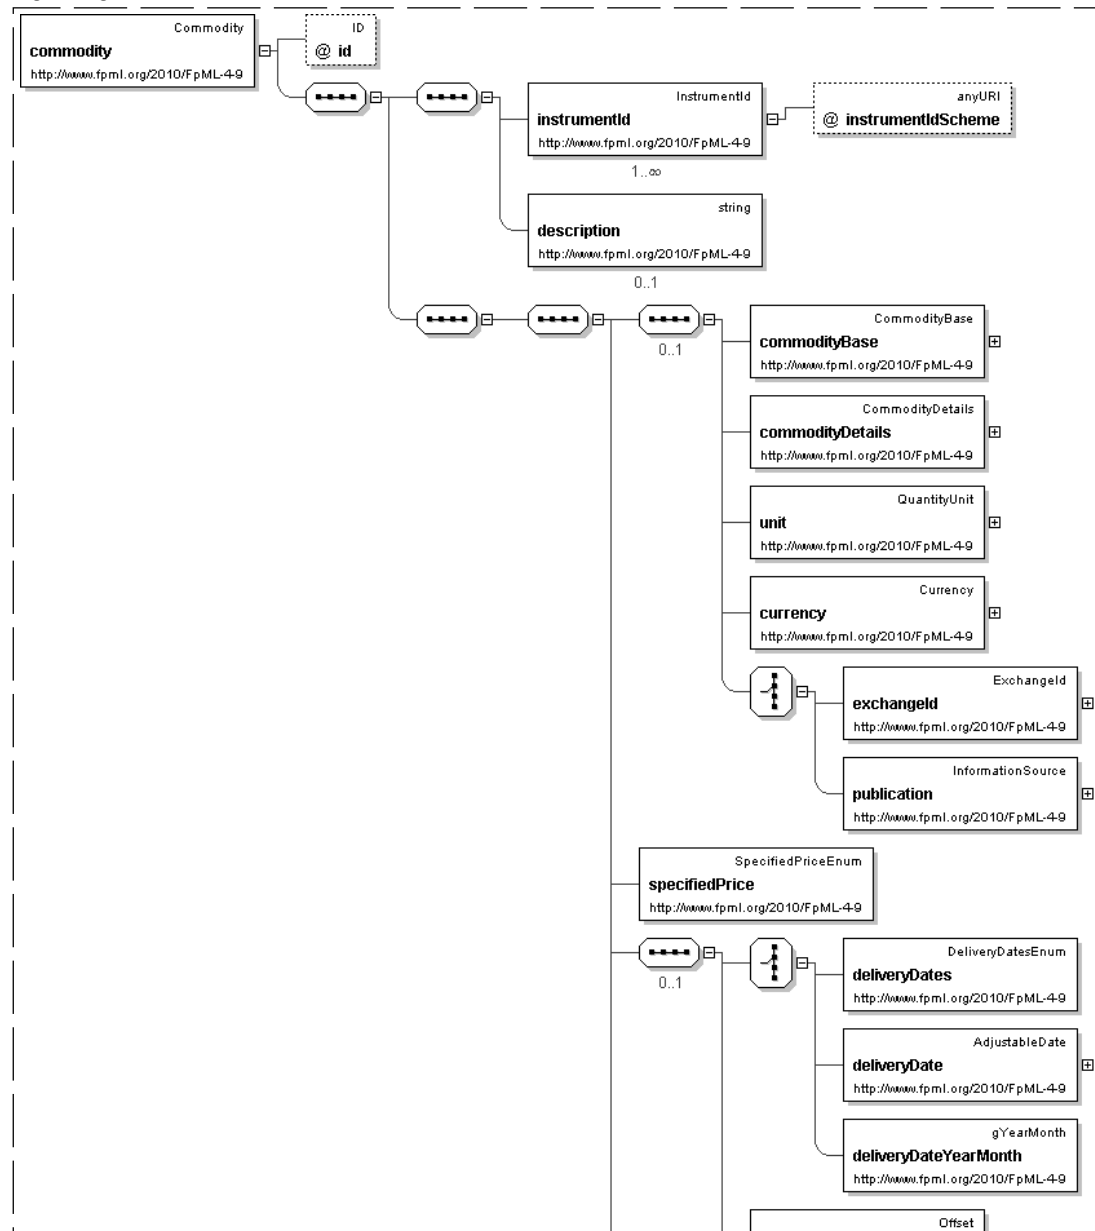 Commodity
commodity
http://www.fpml.org/2010/FpML-4-9
ID
@ id
InstrumentId
instrumentId
http://www.fpml.org/2010/FpML-4-9
1..∞
anyURI
@ instrumentIdScheme
string
description
http://www.fpml.org/2010/FpML-4-9
0..1
0..1
CommodityBase
commodityBase
http://www.fpml.org/2010/FpML-4-9
CommodityDetails
commodityDetails
http://www.fpml.org/2010/FpML-4-9
QuantityUnit
unit
http://www.fpml.org/2010/FpML-4-9
Currency
currency
http://www.fpml.org/2010/FpML-4-9
ExchangeId
exchangeId
http://www.fpml.org/2010/FpML-4-9
InformationSource
publication
http://www.fpml.org/2010/FpML-4-9
SpecifiedPriceEnum
specifiedPrice
http://www.fpml.org/2010/FpML-4-9
0..1
DeliveryDatesEnum
deliveryDates
http://www.fpml.org/2010/FpML-4-9
AdjustableDate
deliveryDate
http://www.fpml.org/2010/FpML-4-9
gYearMonth
deliveryDateYearMonth
http://www.fpml.org/2010/FpML-4-9
Offset